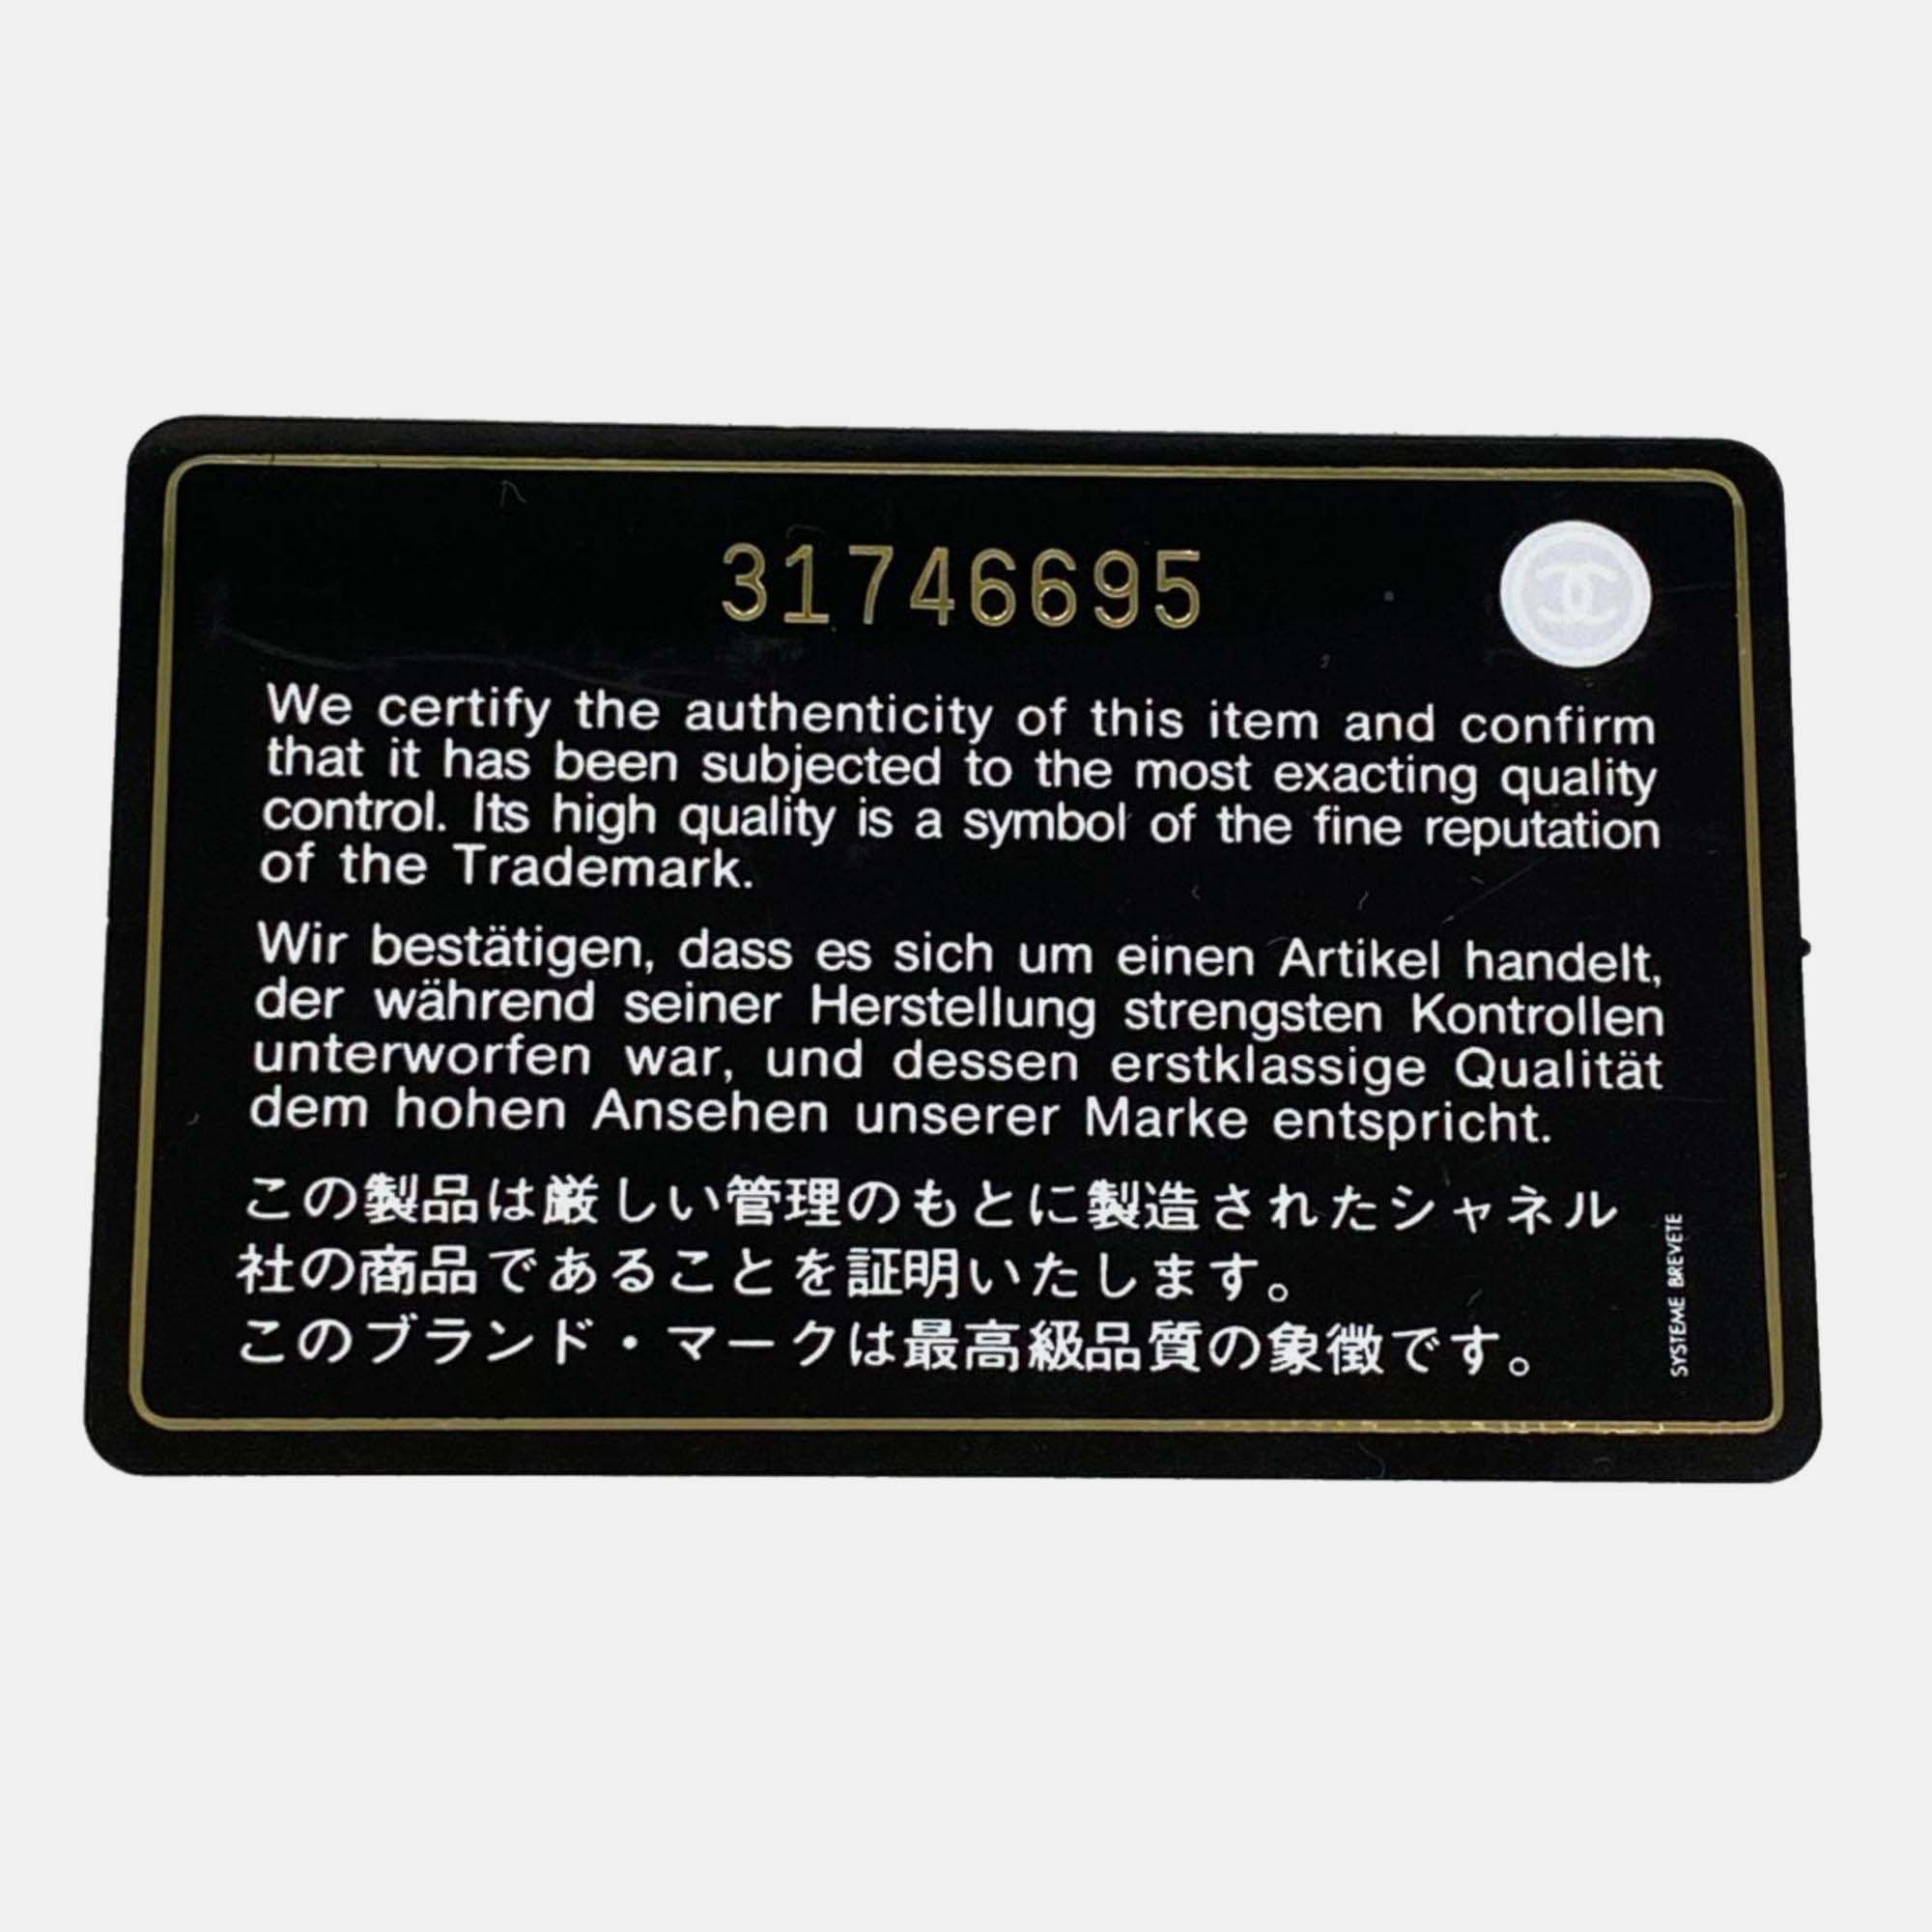 31746695
We certify the authenticity of this item and confirm
that it has been subjected to the most exacting quality
control. Its high quality is a symbol of the fine reputation
of the Trademark.
Wir bestätigen, dass es sich um einen Artikel handelt,
der während seiner Herstellung strengsten Kontrollen
unterworfen war, und dessen erstklassige Qualität
dem hohen Ansehen unserer Marke entspricht.
この製品は厳しい管理のもとに製造されたシャネル
社の商品であることを証明いたします。
このブランド・マークは最高級品質の象徴です。
SYSTEME BREVETE